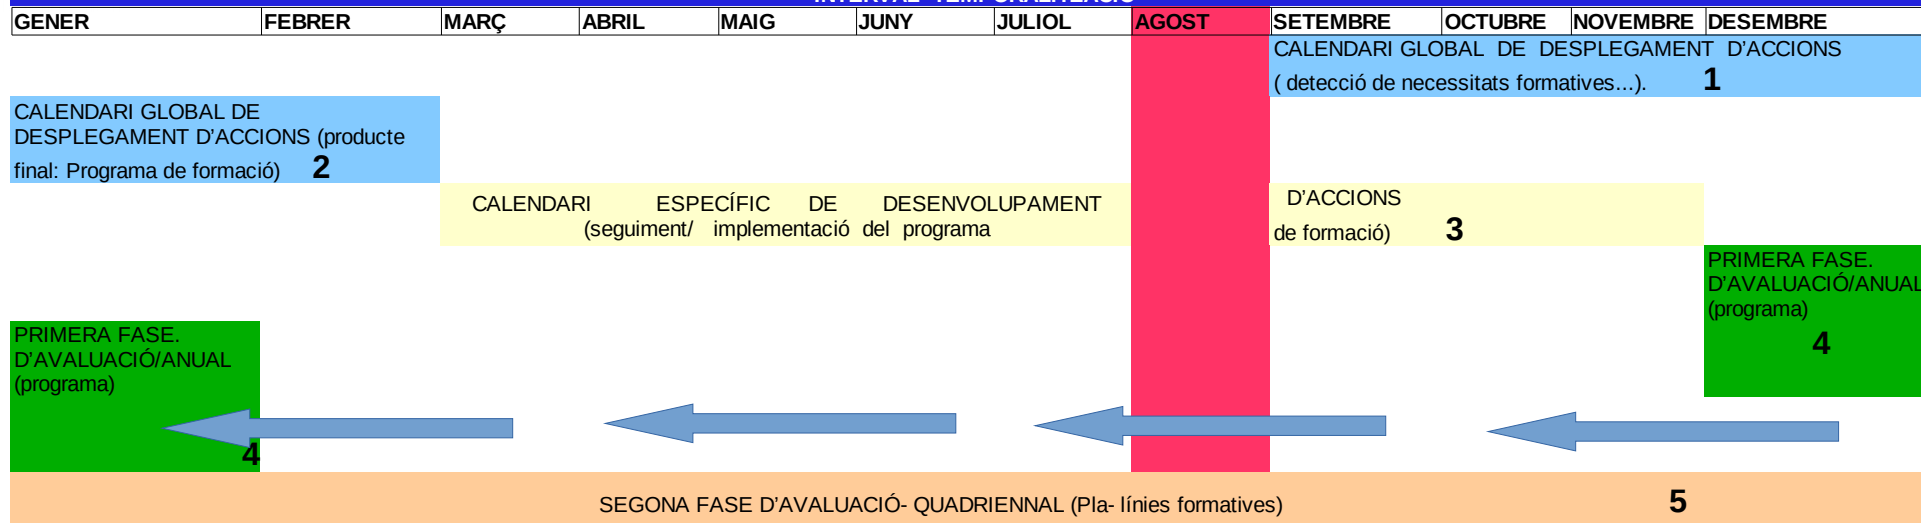 INTERVAL TEMPORALITZACIÓ
GENER FEBRER MARÇ ABRIL MAIG JUNY JULIOL AGOST SETEMBRE OCTUBRE NOVEMBRE DESEMBRE
CALENDARI GLOBAL DE DESPLEGAMENT D'ACCIONS
( detecció de necessitats formatives...). 1
CALENDARI GLOBAL DE
DESPLEGAMENT D'ACCIONS (producte
final: Programa de formació) 2
CALENDARI ESPECÍFIC DE DESENVOLUPAMENT D'ACCIONS
(seguiment/ implementació del programa de formació) 3
PRIMERA FASE.
D'AVALUACIÓ/ANUAL
(programa)
4
PRIMERA FASE.
D'AVALUACIÓ/ANUAL
(programa)
4
SEGONA FASE D'AVALUACIÓ- QUADRIENNAL (Pla- línies formatives) 5